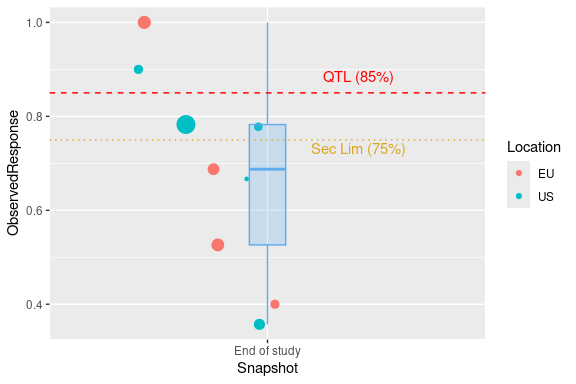 1.0
0.8
0.6
0.4
ObservedResponse
QTL (85%)
Sec Lim (75%)
End of study
Snapshot
Location
EU
US